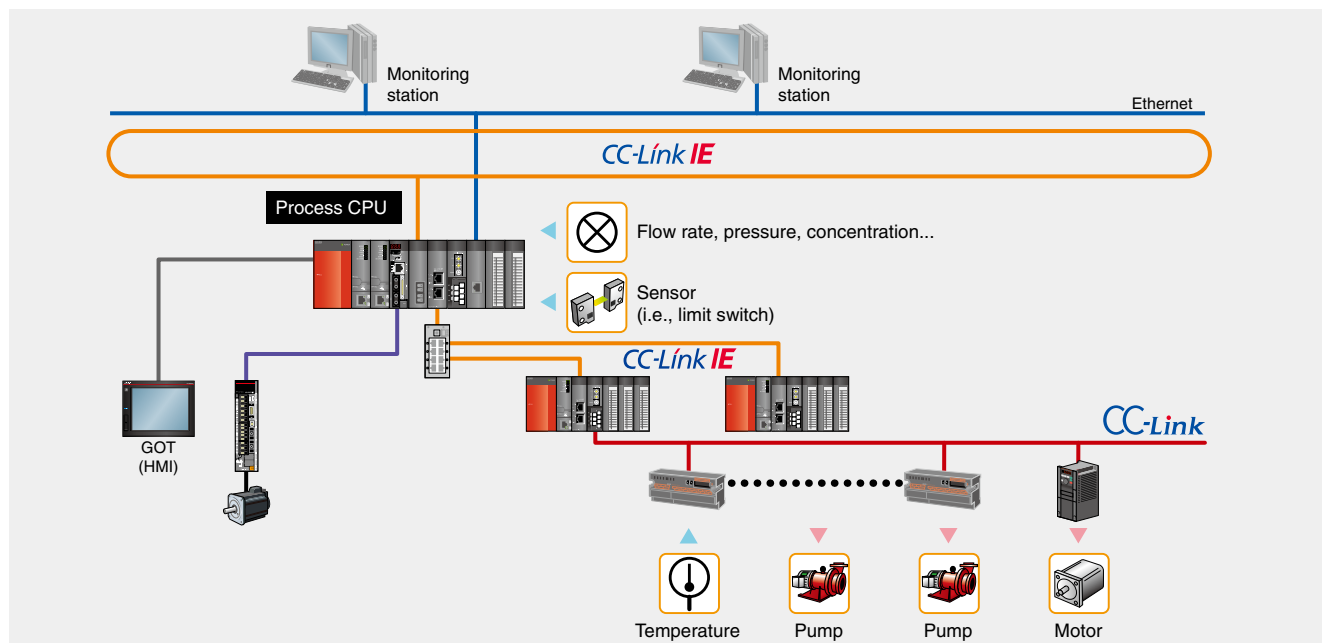 Monitoring
station
Monitoring
station
Ethernet
CC-Link IE
Process CPU
Flow rate, pressure, concentration...
Sensor
(i.e., limit switch)
CC-Link IE
GOT
(HMI)
CC-Link
Temperature
Pump
Pump
Motor